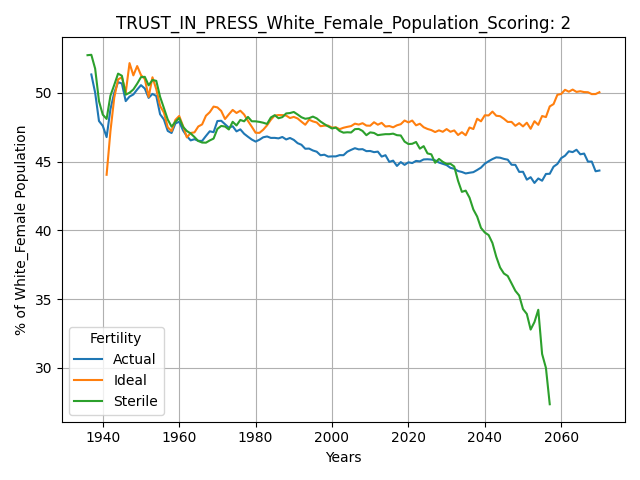 TRUST_IN_PRESS_White_Female_Population_Scoring: 2
% of White_Female Population
50
45
40
35
30
Fertility
Actual
Ideal
Sterile
1940 1960 1980 2000 2020 2040 2060
Years